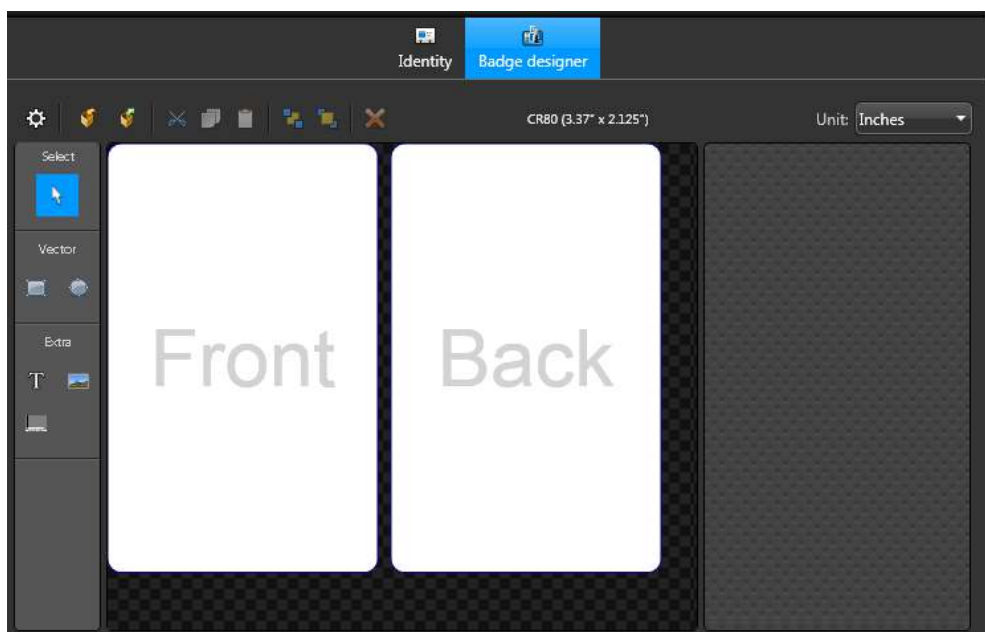 Identity
Badge designer
CR80 (3.37" x 2.125")
Unit: Inches
Select
Vector
Extra
T
Front
Back